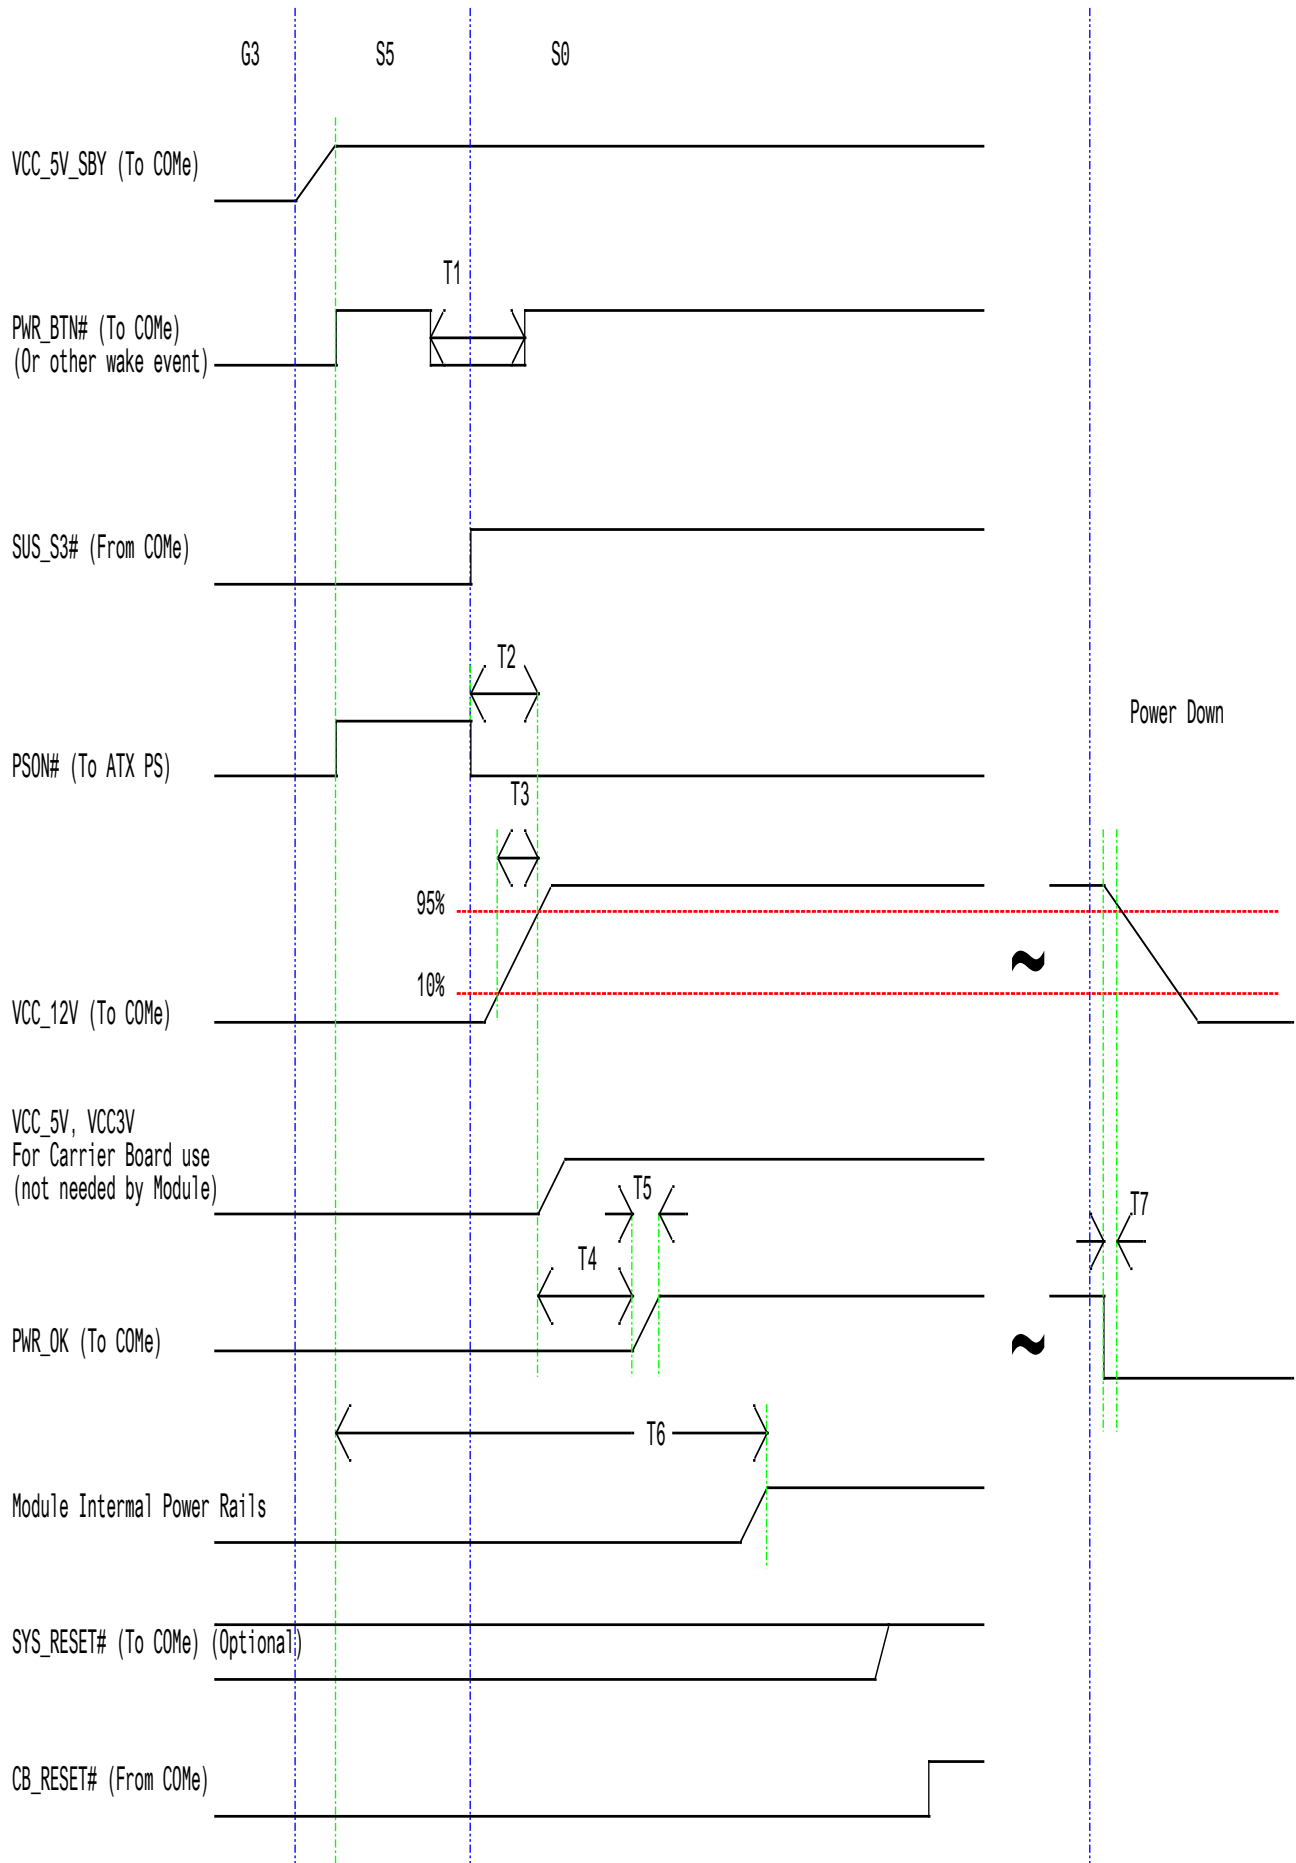 G3 S5 S0
VCC_5V_SBY (To COMe)
T1
PWR_BTN# (To COMe)
(Or other wake event)
SUS_S3# (From COMe)
T2
Power Down
PSON# (To ATX PS)
T3
95%
10%
VCC_12V (To COMe)
VCC_5V, VCC3V
For Carrier Board use
(not needed by Module)
T5
T7
T4
PWR_OK (To COMe)
T6
Module Internal Power Rails
SYS_RESET# (To COMe) (Optional)
CB_RESET# (From COMe)